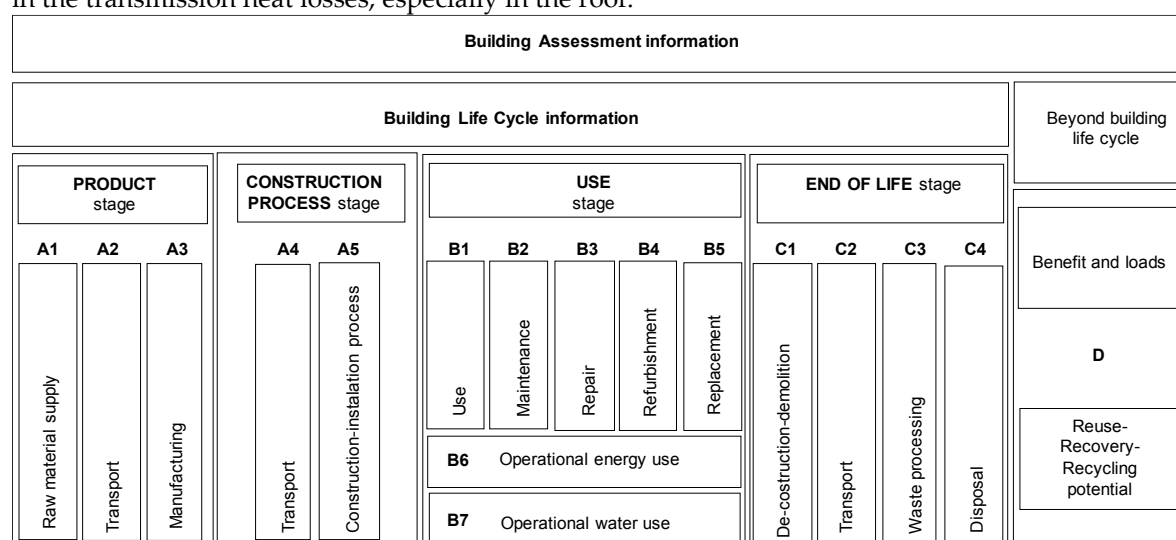 in the transmission heat losses, especially in the roof.
Building Assessment information
Building Life Cycle information
Beyond building
life cycle
PRODUCT
stage
CONSTRUCTION
PROCESS stage
USE
stage
END OF LIFE stage
A1 A2 A3 A4 A5 B1 B2 B3 B4 B5 C1 C2 C3 C4
Raw material supply
Transport
Manufacturing
Transport
Construction-instalation process
Use
Maintenance
Repair
Refurbishment
Replacement
B6 Operational energy use
B7 Operational water use
De-costruction-demolition
Transport
Waste processing
Disposal
Benefit and loads
D
Reuse-
Recovery-
Recycling
potential